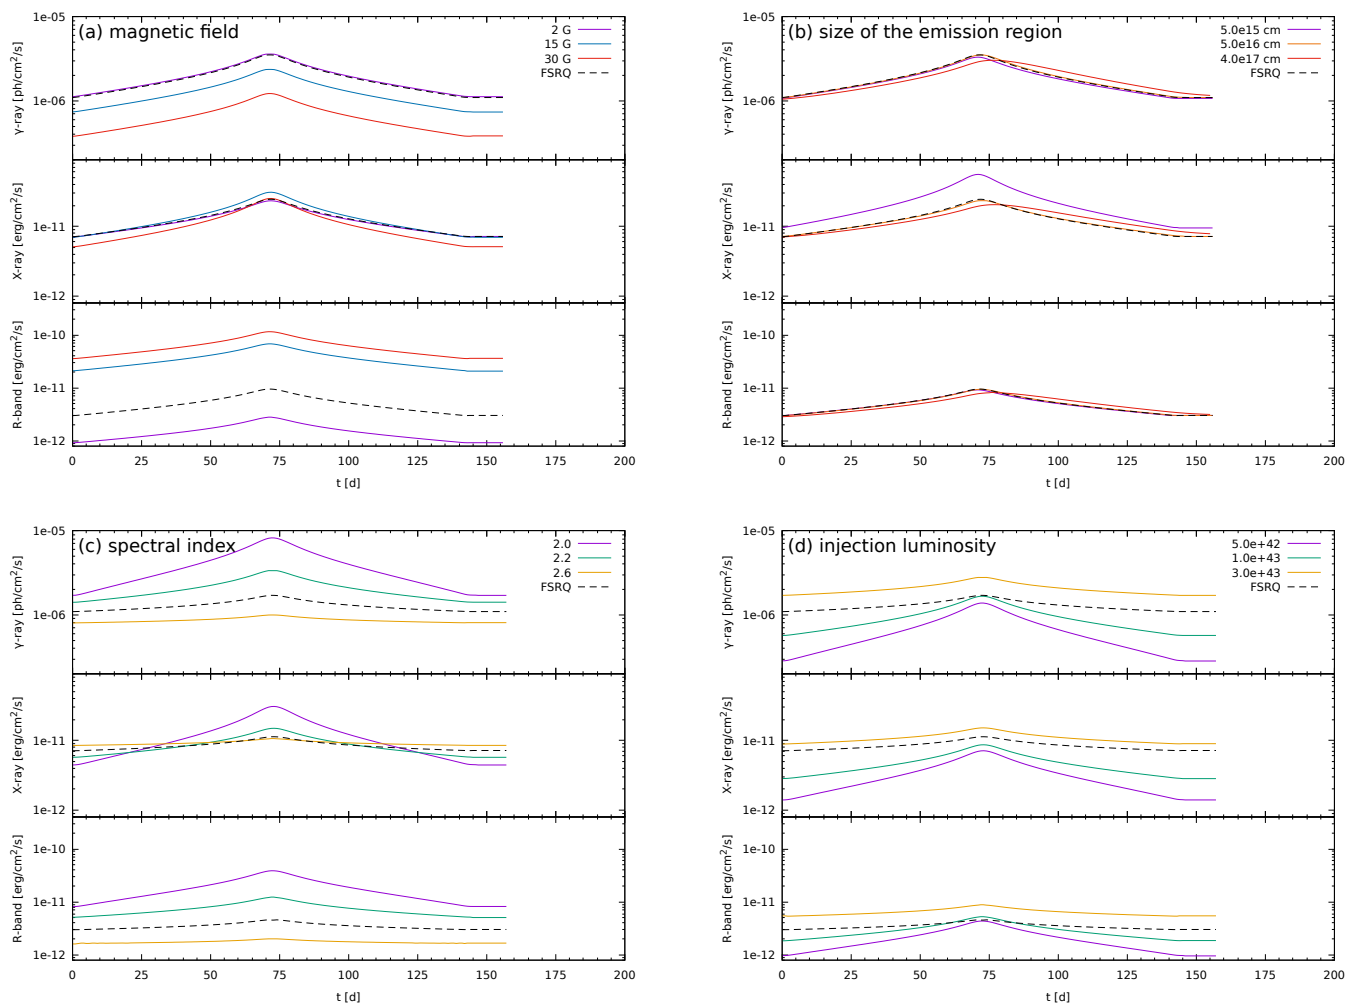 (a) magnetic field
2 G
15 G
30 G
FSRQ
1e-05
1e-06
γ-ray [ph/cm²/s]
1e-11
1e-12
X-ray [erg/cm²/s]
1e-10
1e-11
1e-12
R-band [erg/cm²/s]
0 25 50 75 100 125 150 175 200
t [d]
(b) size of the emission region
5.0e15 cm
5.0e16 cm
4.0e17 cm
FSRQ
1e-05
1e-06
γ-ray [ph/cm²/s]
1e-11
1e-12
X-ray [erg/cm²/s]
1e-10
1e-11
1e-12
R-band [erg/cm²/s]
0 25 50 75 100 125 150 175 200
t [d]
(c) spectral index
2.0
2.2
2.6
FSRQ
1e-05
1e-06
γ-ray [ph/cm²/s]
1e-11
1e-12
X-ray [erg/cm²/s]
1e-10
1e-11
1e-12
R-band [erg/cm²/s]
0 25 50 75 100 125 150 175 200
t [d]
(d) injection luminosity
5.0e+42
1.0e+43
3.0e+43
FSRQ
1e-05
1e-06
γ-ray [ph/cm²/s]
1e-11
1e-12
X-ray [erg/cm²/s]
1e-10
1e-11
1e-12
R-band [erg/cm²/s]
0 25 50 75 100 125 150 175 200
t [d]